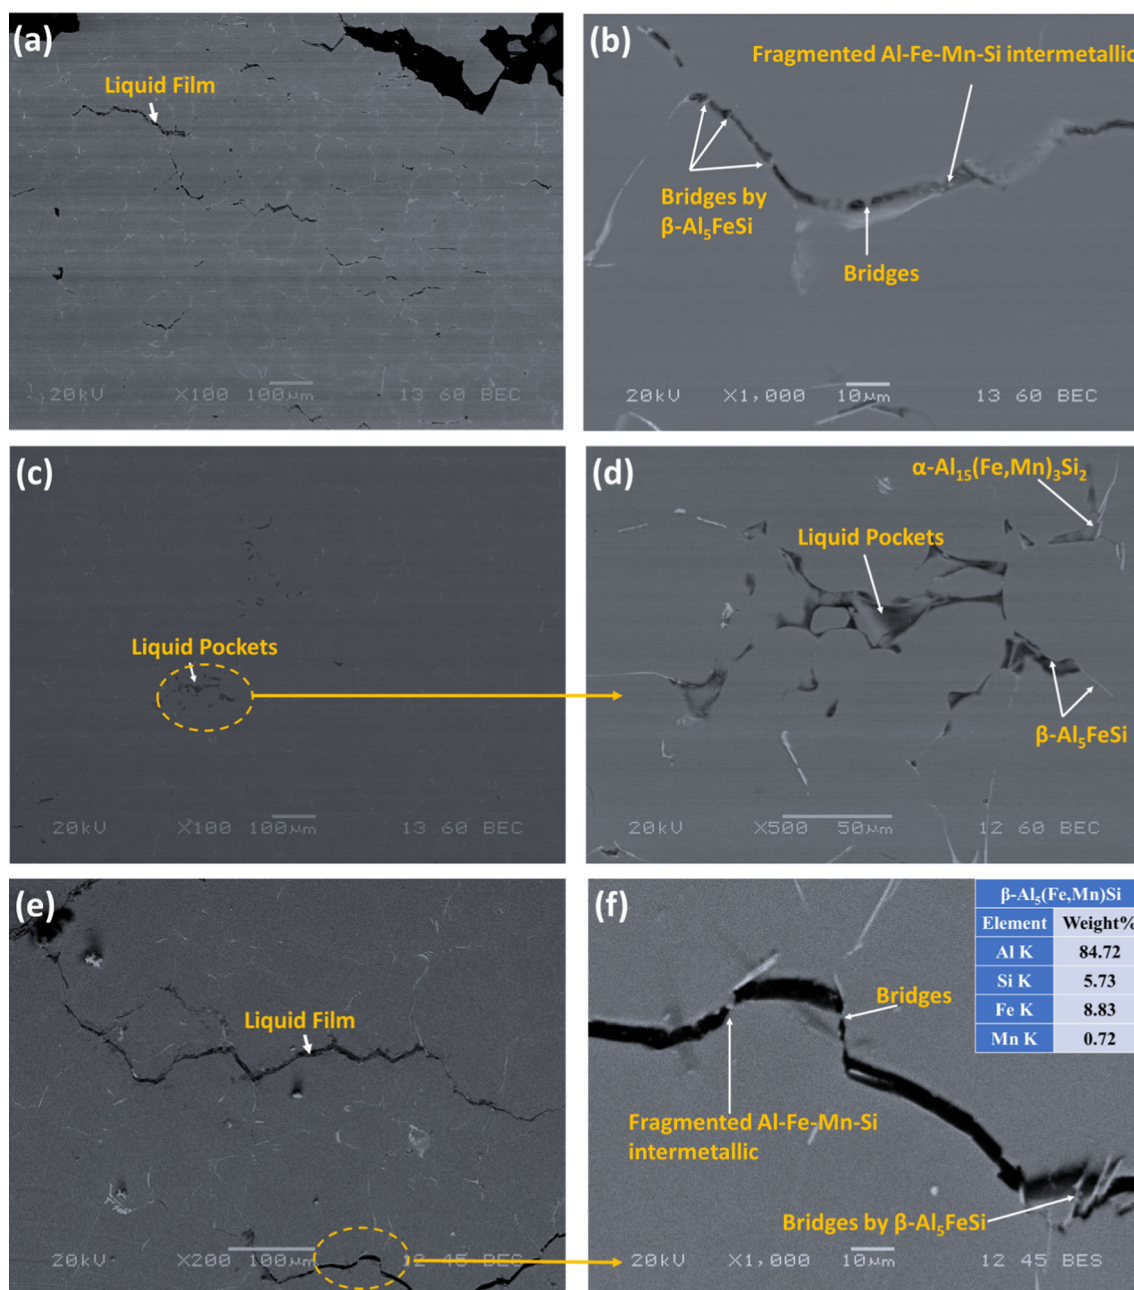 (a)
Liquid Film
20kV X100 100μm 13 60 BEC
(b)
Fragmented Al-Fe-Mn-Si intermetallic
Bridges by
β-Al₅FeSi
Bridges
20kV X1,000 10μm 13 60 BEC
(c)
Liquid Pockets
20kV X100 100μm 13 60 BEC
(d)
α-Al₁₅(Fe,Mn)₃Si₂
Liquid Pockets
β-Al₅FeSi
20kV X500 50μm 12 60 BEC
(e)
Liquid Film
20kV X200 100μm 12 45 BEC
(f)
β-Al₅(Fe,Mn)Si
Element Weight%
Al K 84.72
Si K 5.73
Fe K 8.83
Mn K 0.72
Bridges
Fragmented Al-Fe-Mn-Si
intermetallic
Bridges by β-Al₅FeSi
20kV X1,000 10μm 12 45 BES